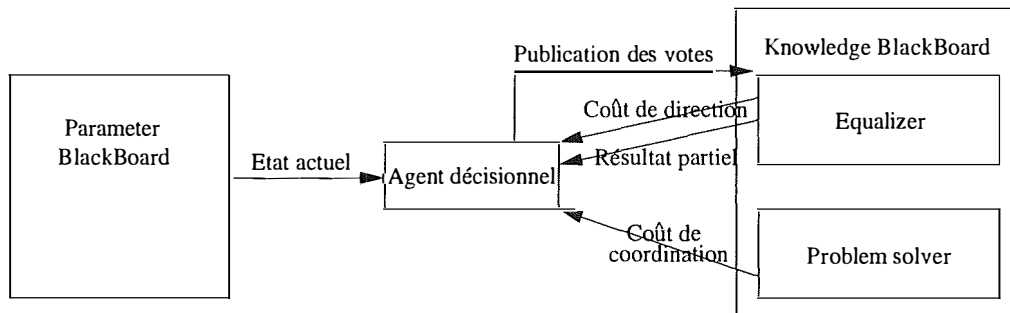 Knowledge BlackBoard
Publication des votes
Coût de direction
Parameter
BlackBoard
Equalizer
Etat actuel
Agent décisionnel
Résultat partiel
Coût de
coordination
Problem solver